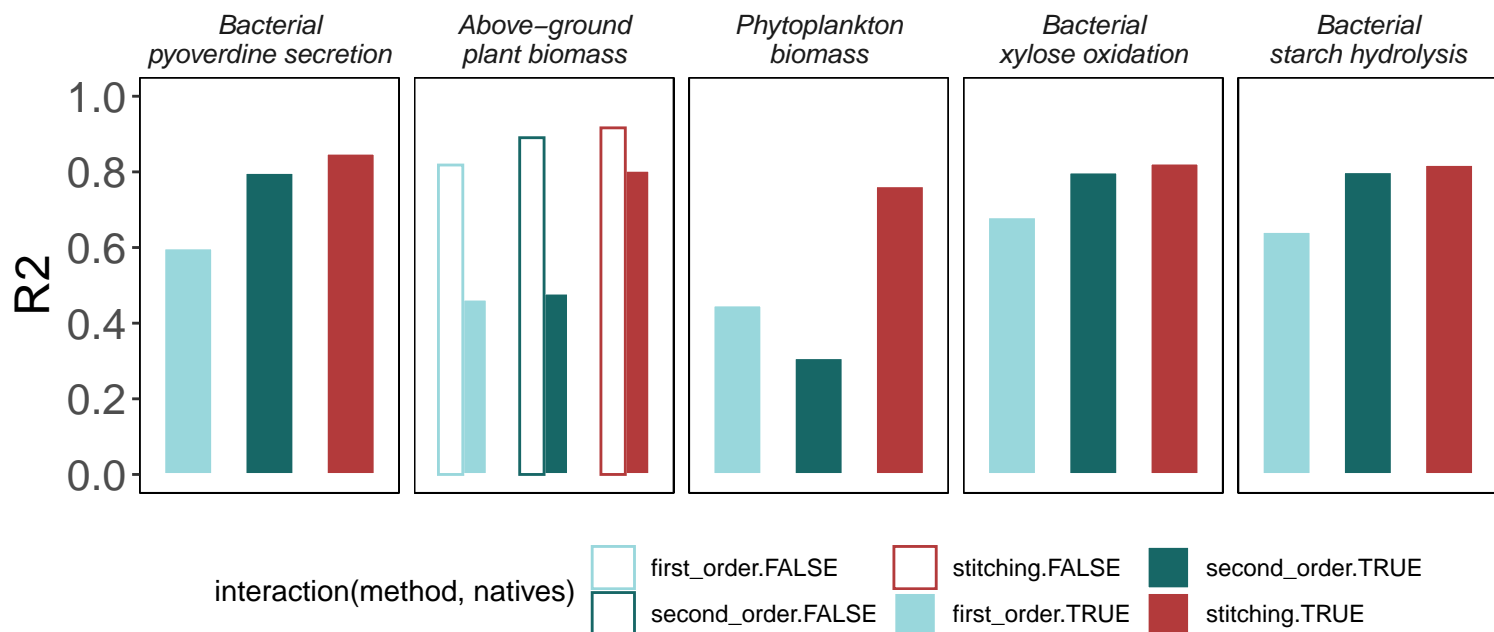 Bacterial
pyoverdine secretion
Above−ground
plant biomass
Phytoplankton
biomass
Bacterial
xylose oxidation
Bacterial
starch hydrolysis
R2
1.0
0.8
0.6
0.4
0.2
0.0
interaction(method, natives)
first_order.FALSE
second_order.FALSE
stitching.FALSE
first_order.TRUE
second_order.TRUE
stitching.TRUE